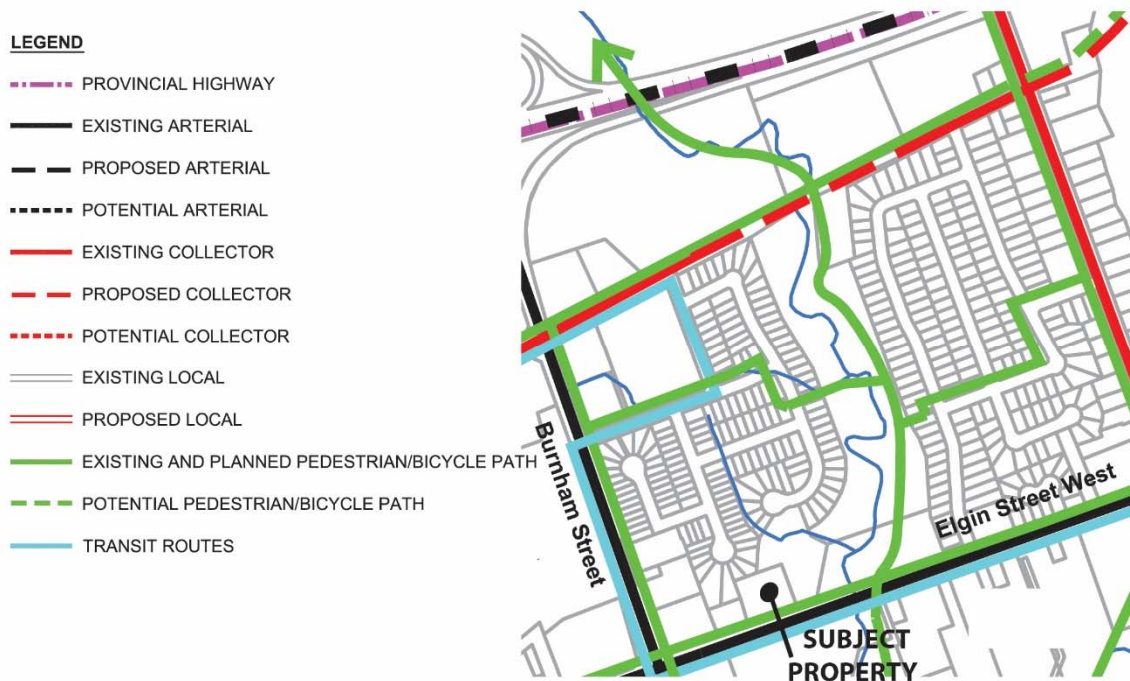 LEGEND
PROVINCIAL HIGHWAY
EXISTING ARTERIAL
PROPOSED ARTERIAL
POTENTIAL ARTERIAL
EXISTING COLLECTOR
PROPOSED COLLECTOR
POTENTIAL COLLECTOR
EXISTING LOCAL
PROPOSED LOCAL
EXISTING AND PLANNED PEDESTRIAN/BICYCLE PATH
POTENTIAL PEDESTRIAN/BICYCLE PATH
TRANSIT ROUTES
Burnham Street
Elgin Street West
SUBJECT
PROPERTY